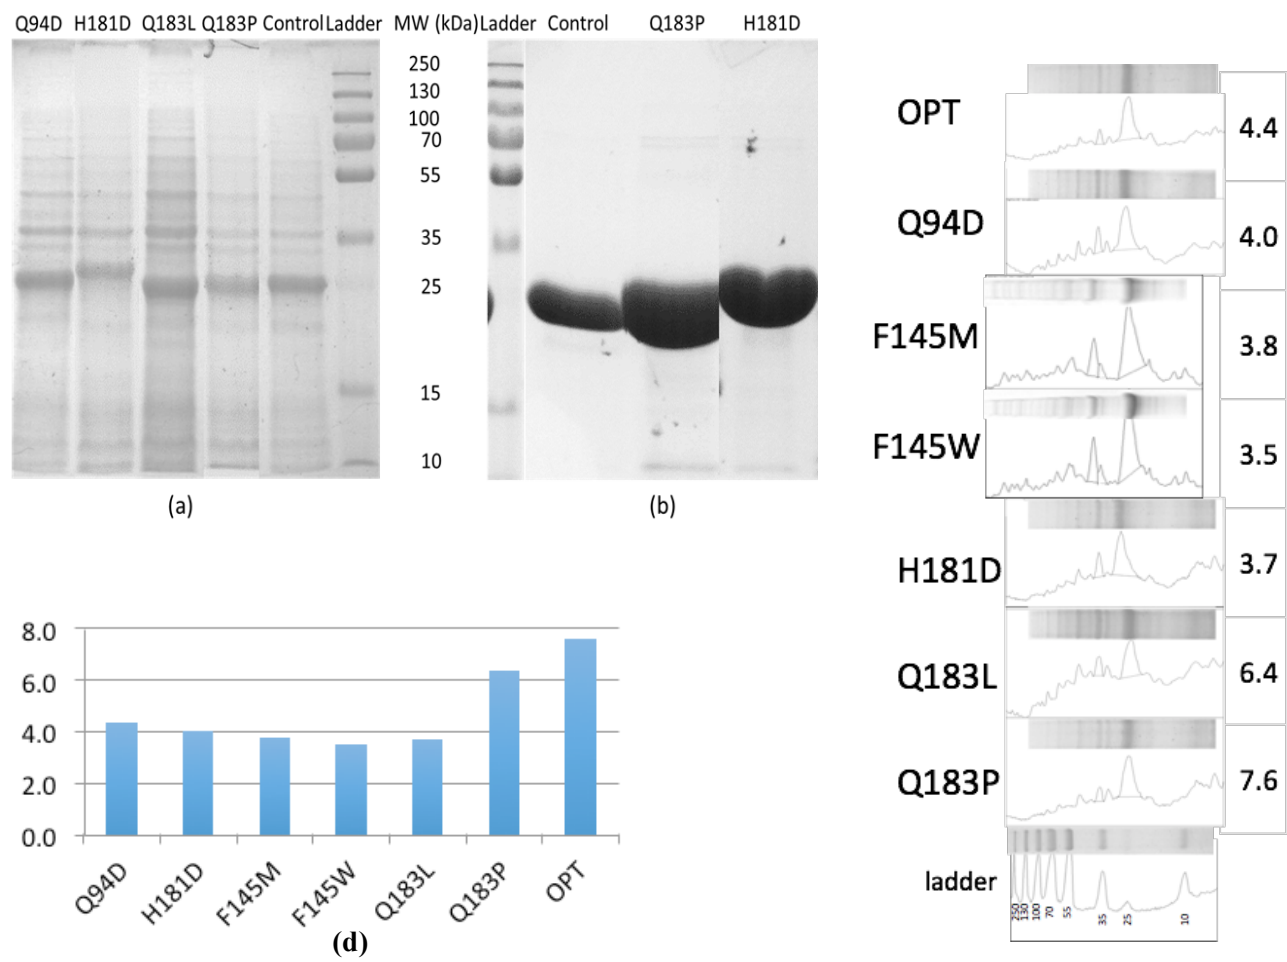 Q94D H181D Q183L Q183P Control Ladder MW (kDa) Ladder Control Q183P H181D
250
130
100
70
55
35
25
15
10
(a)
(b)
OPT 4.4
Q94D 4.0
F145M 3.8
F145W 3.5
H181D 3.7
Q183L 6.4
Q183P 7.6
ladder
250 130 100 70 55 35 25 10
8.0
6.0
4.0
2.0
0.0
Q94D H181D F145M F145W Q183L Q183P OPT
(d)